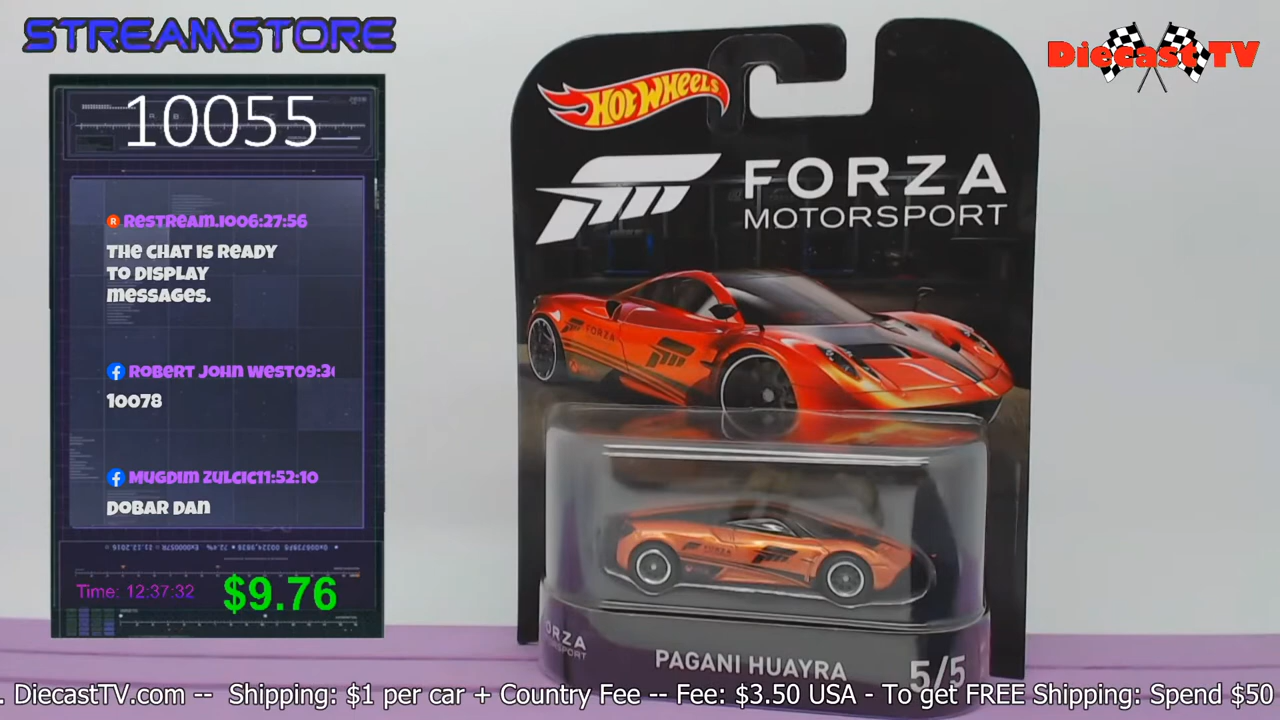 STREAMSTORE
10055
Restream.io06:27:56
THE CHAT IS READY
TO DISPLAY
MESSAGES.
ROBERT JOHN WEST09:3
10078
MUGDIM ZULCIC11:52:10
DOBAR DAN
Time: 12:37:32
$9.76
Diecast TV
HOT WHEELS
FORZA
MOTORSPORT
FORZA
FORZA
FORZA
MOTORSPORT
PAGANI HUAYRA
5/5
. DiecastTV.com -- Shipping: $1 per car + Country Fee -- Fee: $3.50 USA - To get FREE Shipping: Spend $50